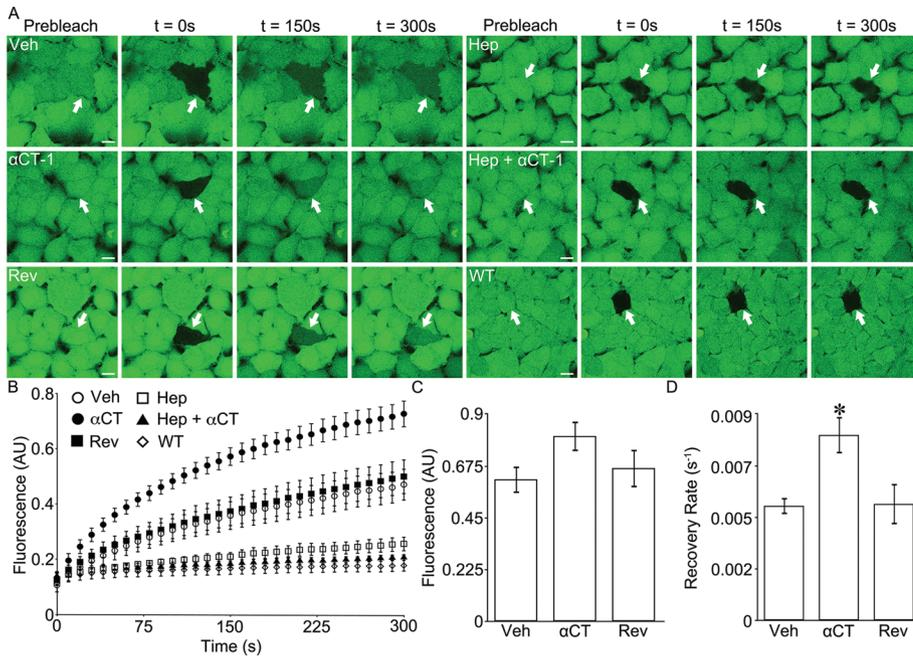 A
Prebleach t = 0s t = 150s t = 300s Prebleach t = 0s t = 150s t = 300s
Veh Hep
αCT-1 Hep + αCT-1
Rev WT
B
Fluorescence (AU)
0.8
0.6
0.4
0.2
0
Veh Hep
αCT Hep + αCT
Rev WT
0 75 150 225 300
Time (s)
C
Fluorescence (AU)
0.9
0.675
0.45
0.225
0
Veh αCT Rev
D
Recovery Rate (s⁻¹)
0.009
0.007
0.005
0.002
0.000
*
Veh αCT Rev